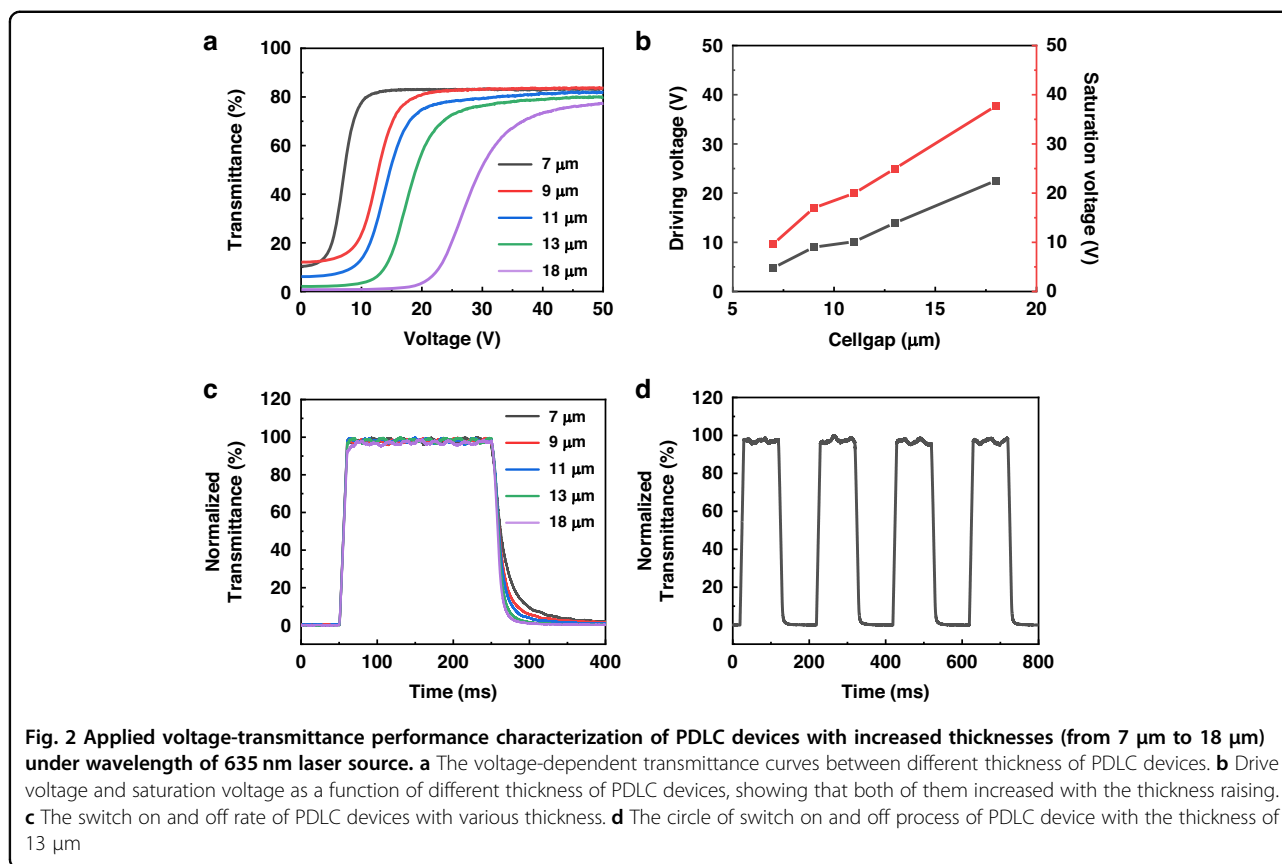 a
100
80
60
40
20
0
Transmittance (%)
7 μm
9 μm
11 μm
13 μm
18 μm
0 10 20 30 40 50
Voltage (V)
b
50
40
30
20
10
0
Driving voltage (V)
50
40
30
20
10
0
Saturation voltage
(V)
5 10 15 20
Cellgap (μm)
c
120
100
80
60
40
20
0
Normalized
Transmittance (%)
7 μm
9 μm
11 μm
13 μm
18 μm
0 100 200 300 400
Time (ms)
d
120
100
80
60
40
20
0
Normalized
Transmittance (%)
0 200 400 600 800
Time (ms)
Fig. 2 Applied voltage-transmittance performance characterization of PDLC devices with increased thicknesses (from 7 μm to 18 μm)
under wavelength of 635 nm laser source. a The voltage-dependent transmittance curves between different thickness of PDLC devices. b Drive
voltage and saturation voltage as a function of different thickness of PDLC devices, showing that both of them increased with the thickness raising.
c The switch on and off rate of PDLC devices with various thickness. d The circle of switch on and off process of PDLC device with the thickness of
13 μm